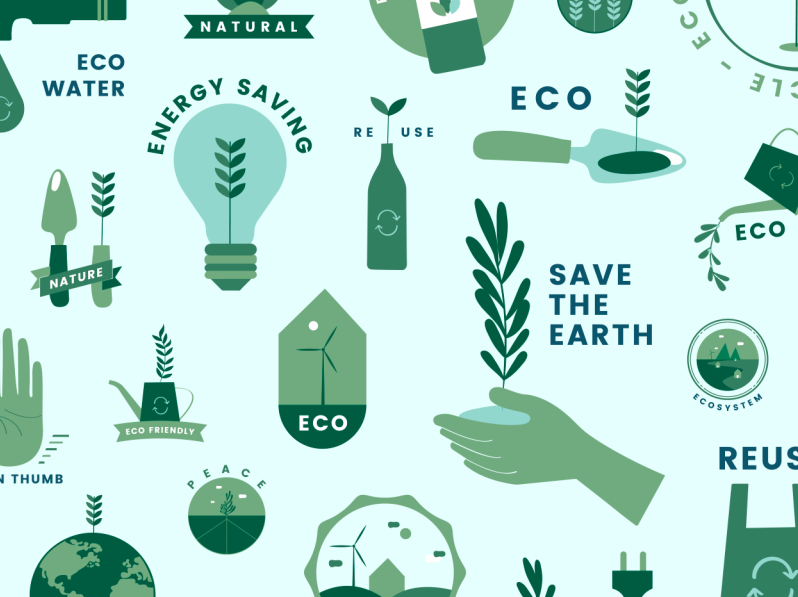 NATURAL
ECO
WATER
ENERGY SAVING
RE USE
ECO
CLE - ECO
NATURE
ECO
SAVE
THE
EARTH
ECO
ECOSYSTEM
ECO FRIENDLY
N THUMB
PEACE
REUS